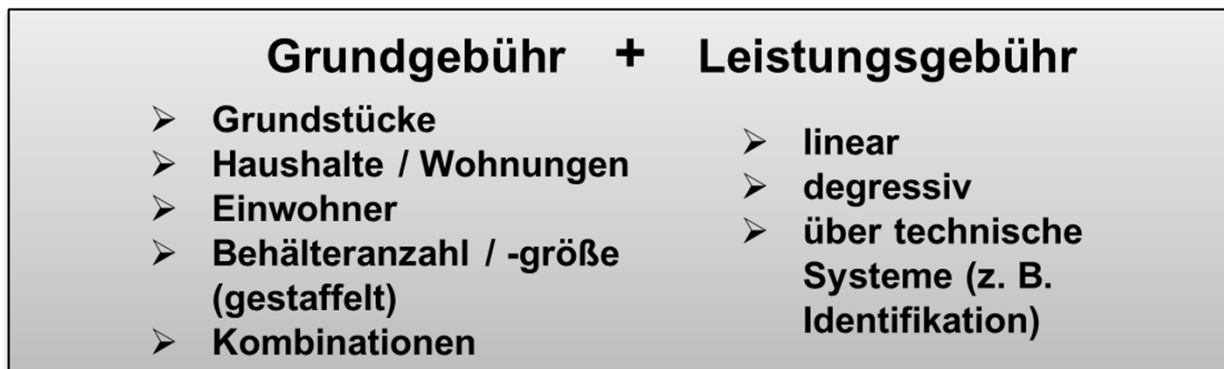 Grundgebühr + Leistungsgebühr
➢ Grundstücke
➢ Haushalte / Wohnungen
➢ Einwohner
➢ Behälteranzahl / -größe
(gestaffelt)
➢ Kombinationen
➢ linear
➢ degressiv
➢ über technische
Systeme (z. B.
Identifikation)